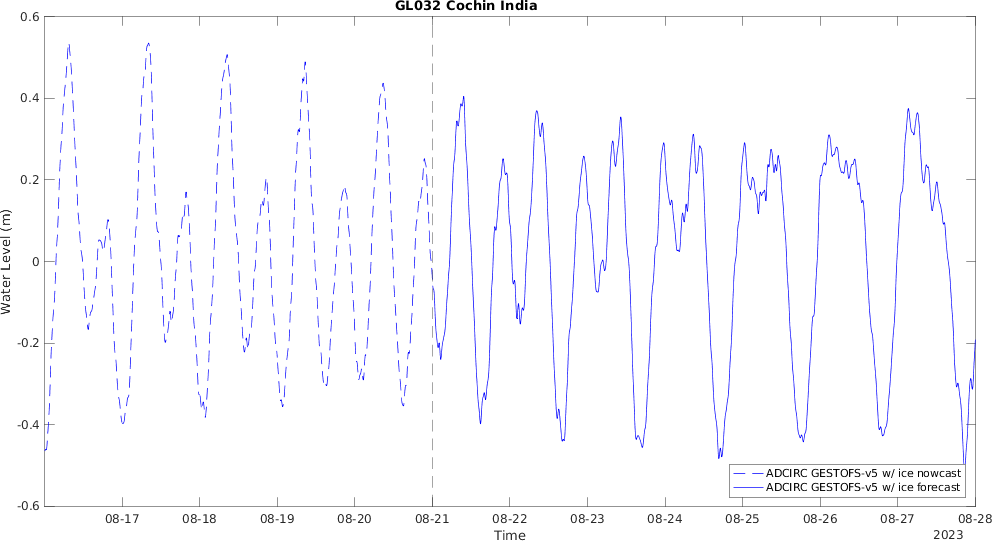 GL032 Cochin India
0.6
0.4
0.2
0
-0.2
-0.4
-0.6
Water Level (m)
08-17 08-18 08-19 08-20 08-21 08-22 08-23 08-24 08-25 08-26 08-27 08-28
Time
2023
ADCIRC GESTOFS-v5 w/ ice nowcast
ADCIRC GESTOFS-v5 w/ ice forecast